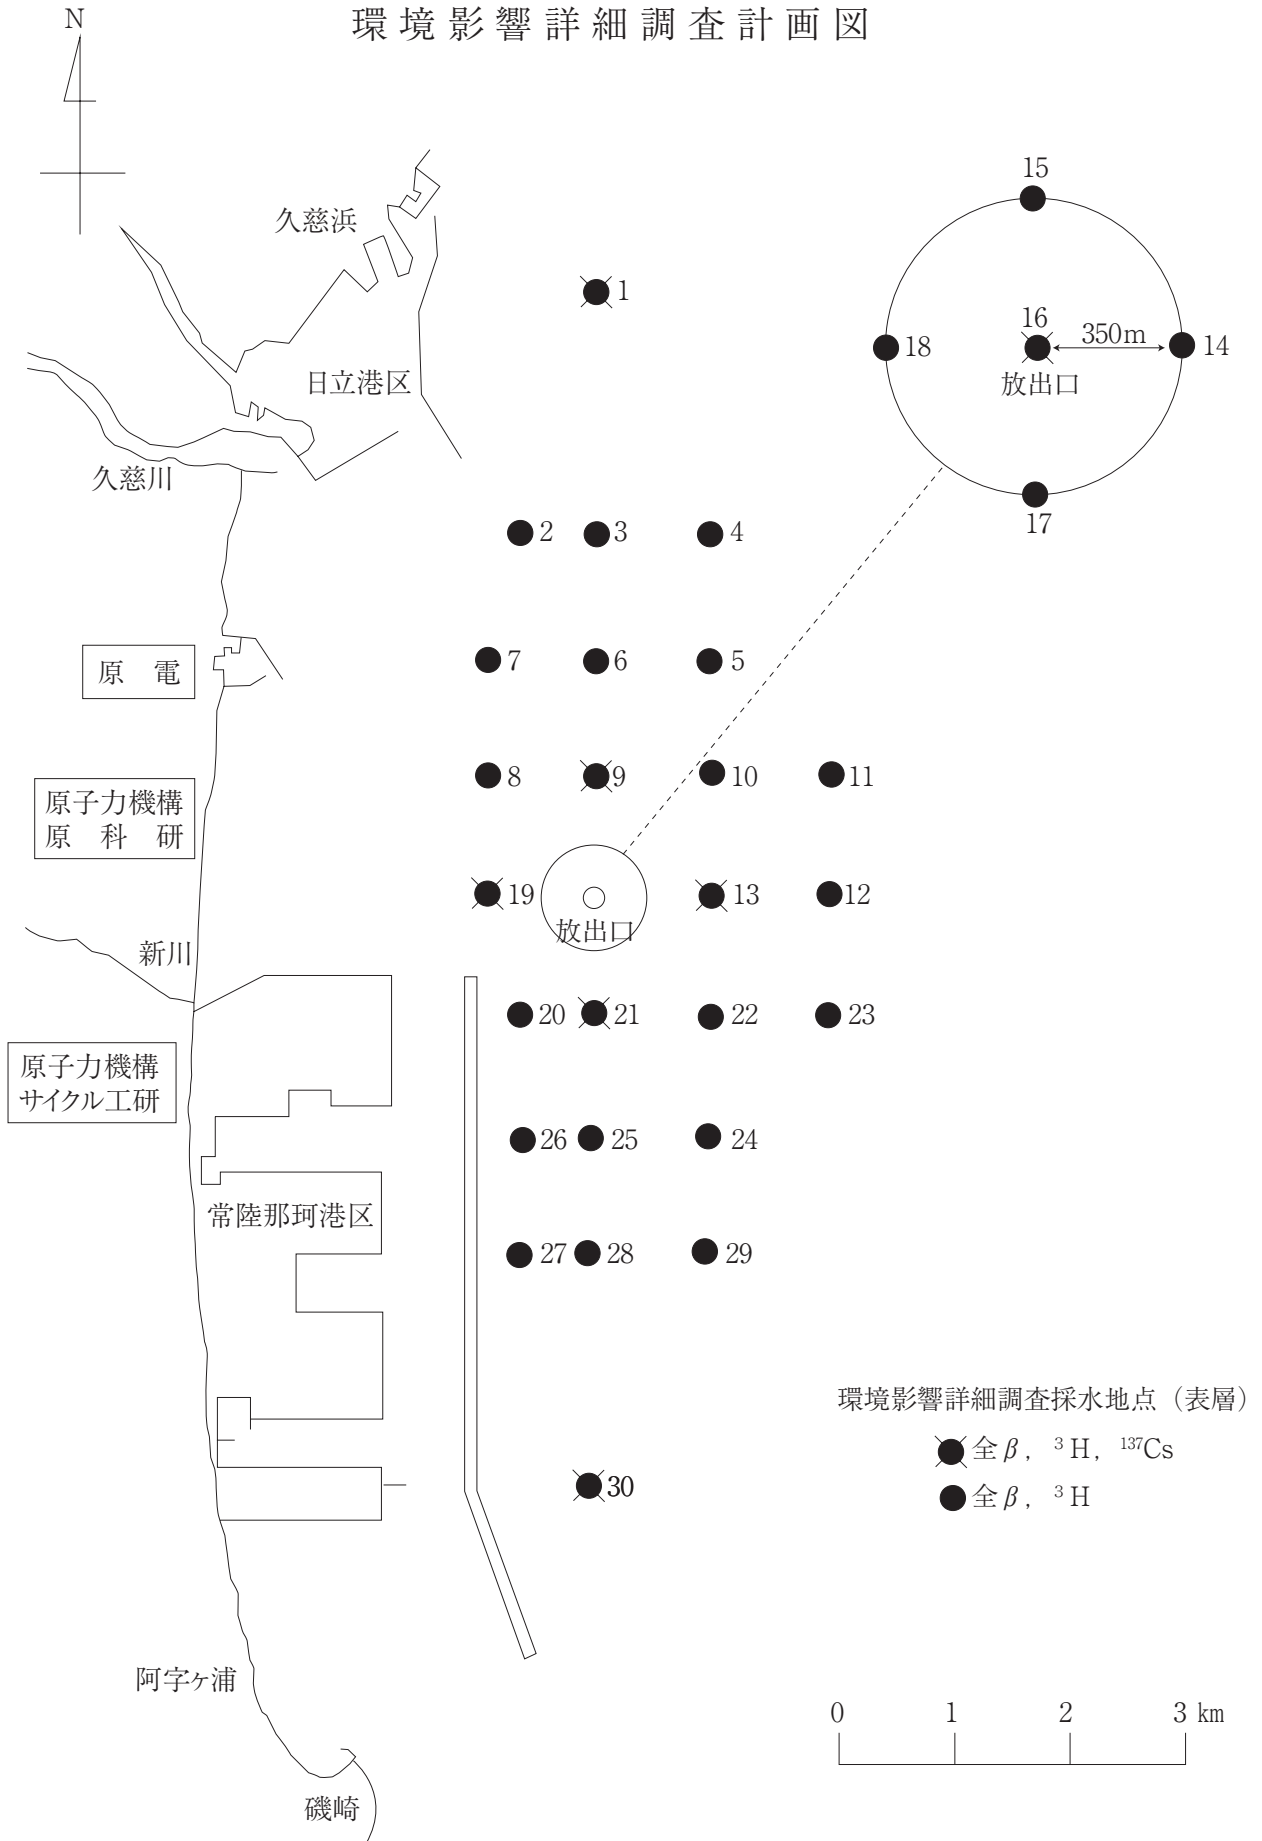 環境影響詳細調査計画図
N
15
久慈浜
1
16
350m
18
14
放出口
日立港区
久慈川
17
2
3
4
原 電
7
6
5
原子力機構
原 科 研
8
9
10
11
19
13
12
放出口
新川
20
21
22
23
原子力機構
サイクル工研
26
25
24
常陸那珂港区
27
28
29
環境影響詳細調査採水地点（表層）
全β, ³H, ¹³⁷Cs
全β, ³H
30
阿字ヶ浦
0 1 2 3 km
磯崎